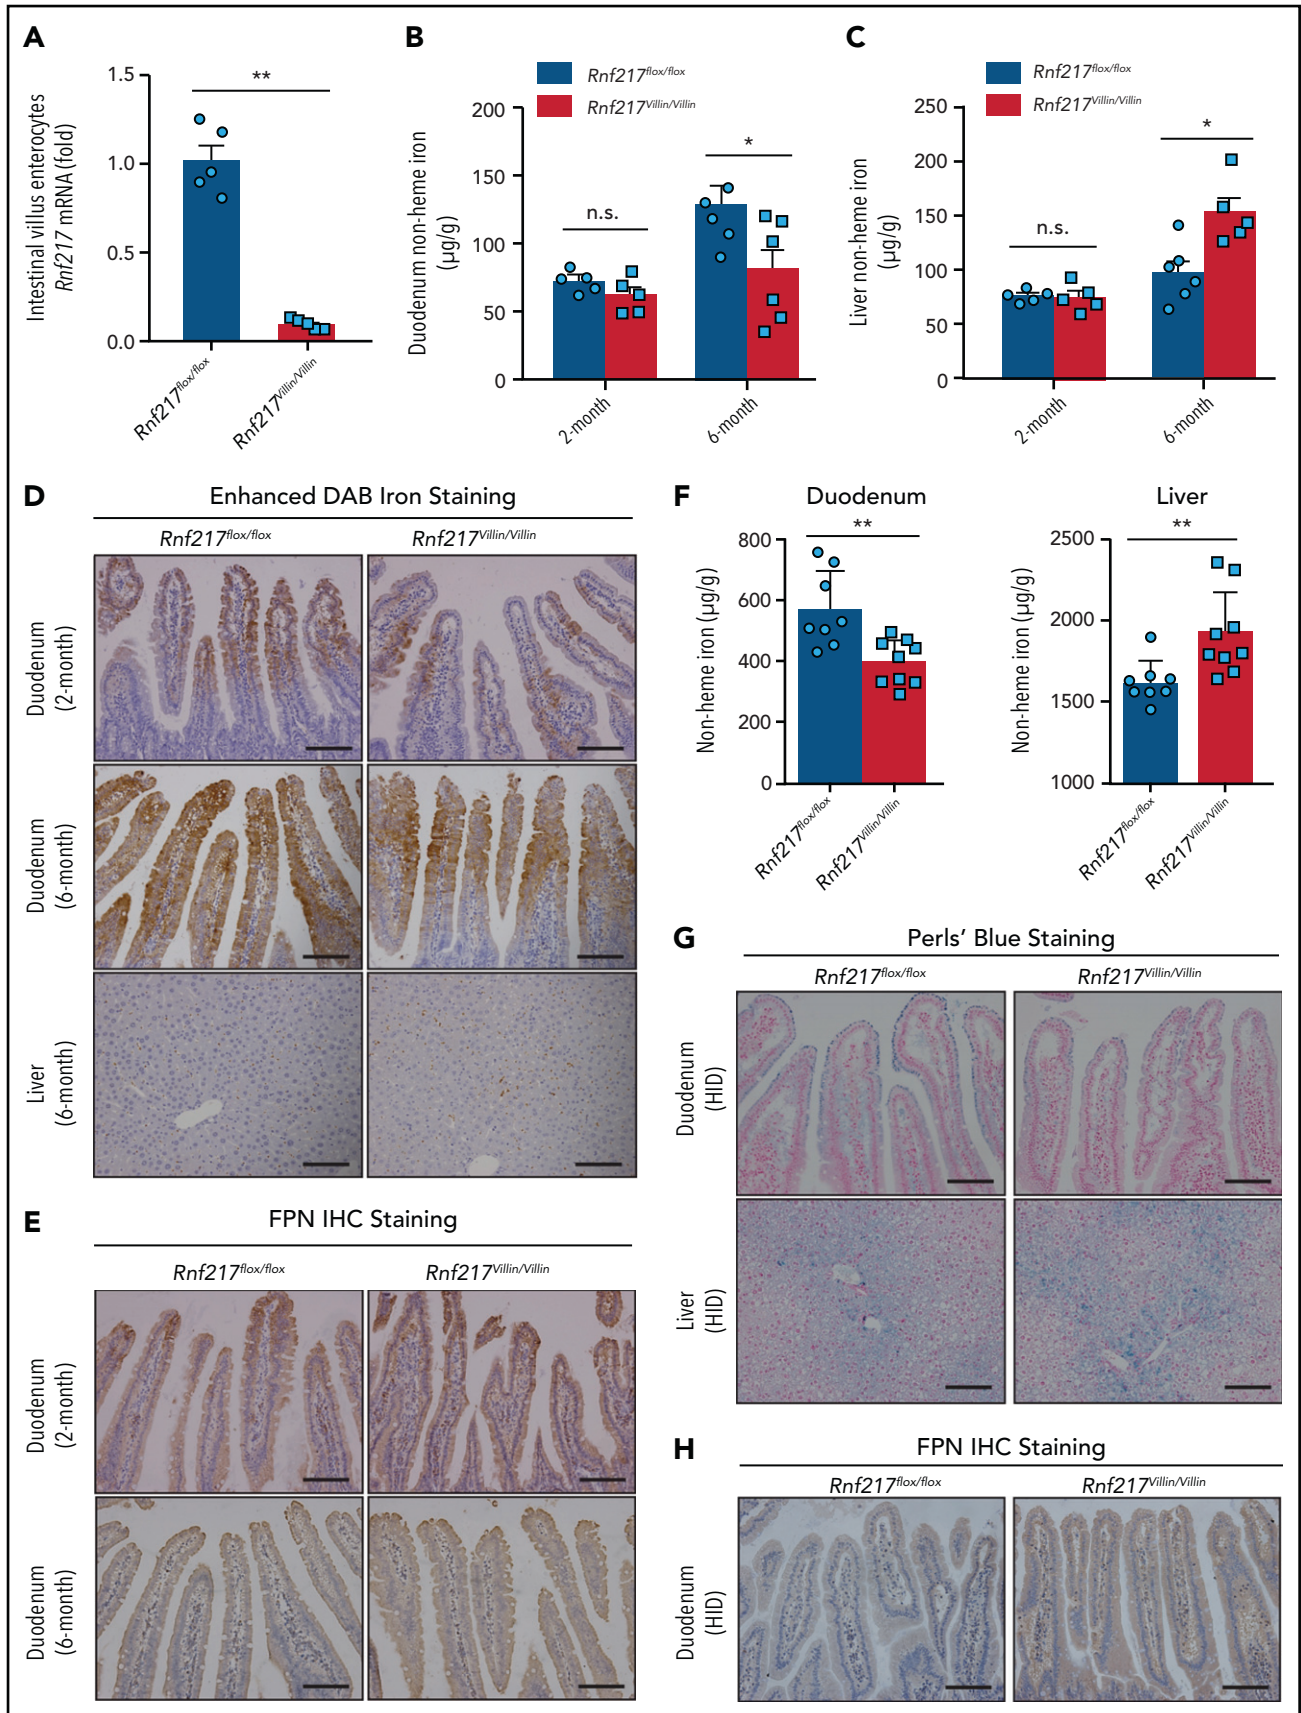 A
Intestinal villus enterocytes
Rnf217 mRNA (fold)
1.5
1.0
0.5
0.0
**
Rnf217flox/flox
Rnf217Villin/Villin
B
Rnf217flox/flox
Rnf217Villin/Villin
Duodenum non-heme iron
(µg/g)
200
150
100
50
0
n.s.
*
2-month
6-month
C
Rnf217flox/flox
Rnf217Villin/Villin
Liver non-heme iron
(µg/g)
250
200
150
100
50
0
n.s.
*
2-month
6-month
D
Enhanced DAB Iron Staining
Rnf217flox/flox
Rnf217Villin/Villin
Duodenum
(2-month)
Duodenum
(6-month)
Liver
(6-month)
E
FPN IHC Staining
Rnf217flox/flox
Rnf217Villin/Villin
Duodenum
(2-month)
Duodenum
(6-month)
F
Duodenum
Non-heme iron (µg/g)
800
600
400
200
0
**
Rnf217flox/flox
Rnf217Villin/Villin
Liver
Non-heme iron (µg/g)
2500
2000
1500
1000
**
Rnf217flox/flox
Rnf217Villin/Villin
G
Perls' Blue Staining
Rnf217flox/flox
Rnf217Villin/Villin
Duodenum
(HID)
Liver
(HID)
H
FPN IHC Staining
Rnf217flox/flox
Rnf217Villin/Villin
Duodenum
(HID)